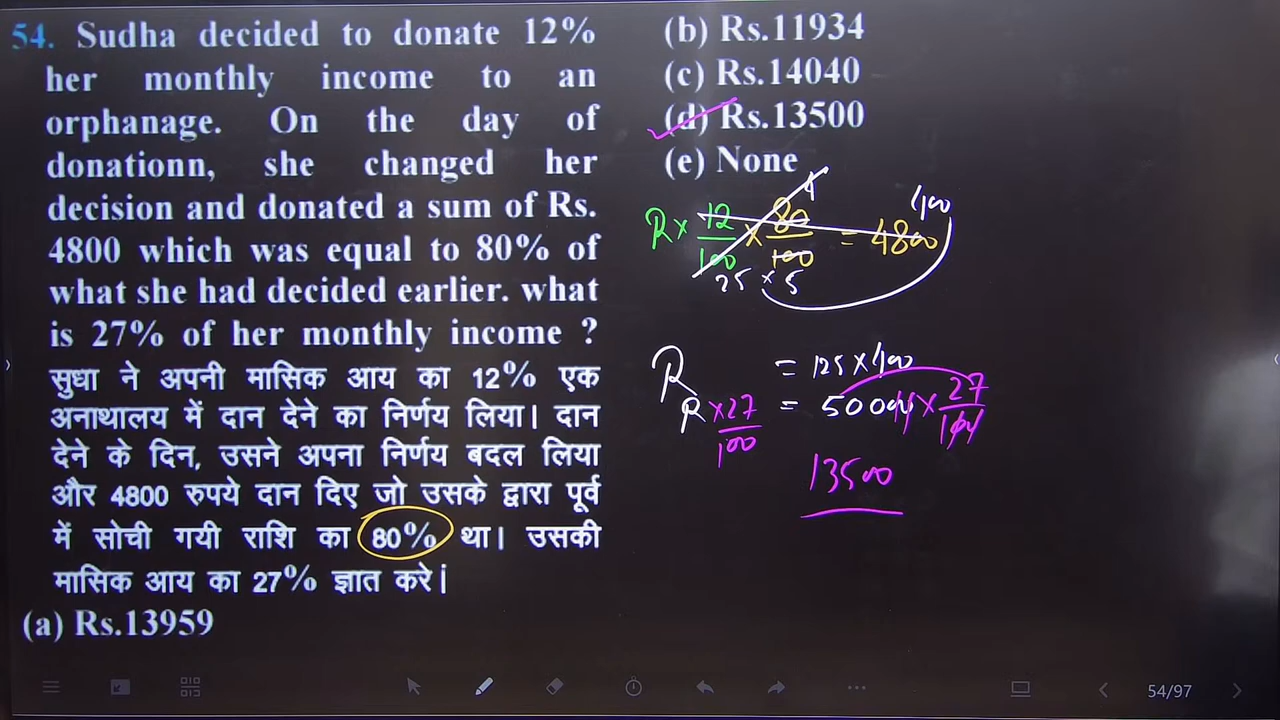 54. Sudha decided to donate 12%
her monthly income to an
orphanage. On the day of
donationn, she changed her
decision and donated a sum of Rs.
4800 which was equal to 80% of
what she had decided earlier. what
is 27% of her monthly income ?
सुधा ने अपनी मासिक आय का 12% एक
अनाथालय में दान देने का निर्णय लिया। दान
देने के दिन, उसने अपना निर्णय बदल लिया
और 4800 रुपये दान दिए जो उसके द्वारा पूर्व
में सोची गयी राशि का 80% था। उसकी
मासिक आय का 27% ज्ञात करे।
(a) Rs.13959
(b) Rs.11934
(c) Rs.14040
(d) Rs.13500
(e) None
4 400
R × 12/100 × 80/100 = 4800
25 × 5
R = 125 × 400
R × 27/100 = 50000 × 27/100
13500
54/97